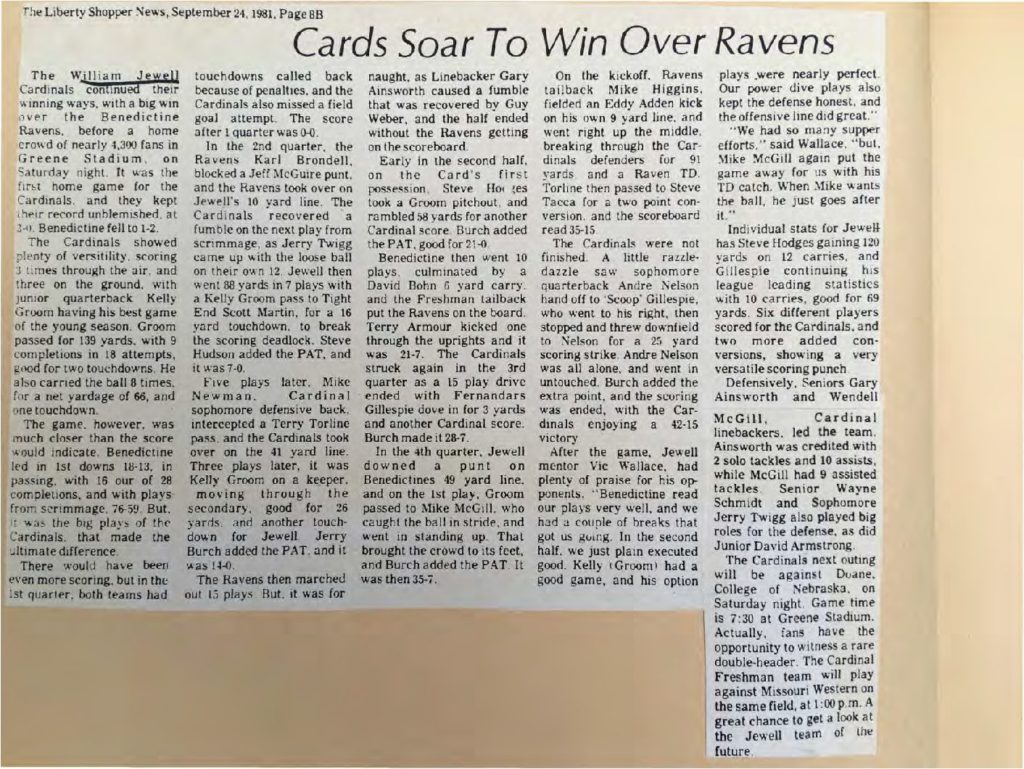 The Liberty Shopper News, September 24, 1981, Page 8B
Cards Soar To Win Over Ravens
The William Jewell
Cardinals continued their
winning ways, with a big win
over the Benedictine
Ravens, before a home
crowd of nearly 4,300 fans in
Greene Stadium, on
Saturday night. It was the
first home game for the
Cardinals, and they kept
their record unblemished, at
3-0. Benedictine fell to 1-2.
The Cardinals showed
plenty of versitility, scoring
3 times through the air, and
three on the ground, with
junior quarterback Kelly
Groom having his best game
of the young season. Groom
passed for 139 yards, with 9
completions in 18 attempts,
good for two touchdowns. He
also carried the ball 8 times,
for a net yardage of 66, and
one touchdown.
The game, however, was
much closer than the score
would indicate. Benedictine
led in 1st downs 18-13, in
passing, with 16 our of 28
completions, and with plays
from scrimmage, 76-59. But,
it was the big plays of the
Cardinals, that made the
ultimate difference.
There would have been
even more scoring, but in the
1st quarter, both teams had
touchdowns called back
because of penalties, and the
Cardinals also missed a field
goal attempt. The score
after 1 quarter was 0-0.
In the 2nd quarter, the
Ravens Karl Brondell,
blocked a Jeff McGuire punt,
and the Ravens took over on
Jewell's 10 yard line. The
Cardinals recovered a
fumble on the next play from
scrimmage, as Jerry Twigg
came up with the loose ball
on their own 12. Jewell then
went 88 yards in 7 plays with
a Kelly Groom pass to Tight
End Scott Martin, for a 16
yard touchdown, to break
the scoring deadlock. Steve
Hudson added the PAT, and
it was 7-0.
Five plays later, Mike
Newman, Cardinal
sophomore defensive back,
intercepted a Terry Torline
pass, and the Cardinals took
over on the 41 yard line.
Three plays later, it was
Kelly Groom on a keeper,
moving through the
secondary, good for 26
yards, and another touch-
down for Jewell Jerry
Burch added the PAT, and it
was 14-0.
The Ravens then marched
out 15 plays But, it was for
naught, as Linebacker Gary
Ainsworth caused a fumble
that was recovered by Guy
Weber, and the half ended
without the Ravens getting
on the scoreboard.
Early in the second half,
on the Card's first
possession, Steve Hodges
took a Groom pitchout, and
rambled 58 yards for another
Cardinal score. Burch added
the PAT, good for 21-0.
Benedictine then went 10
plays, culminated by a
David Bohn 6 yard carry,
and the Freshman tailback
put the Ravens on the board.
Terry Armour kicked one
through the uprights and it
was 21-7. The Cardinals
struck again in the 3rd
quarter as a 15 play drive
ended with Fernandars
Gillespie dove in for 3 yards
and another Cardinal score.
Burch made it 28-7.
In the 4th quarter, Jewell
downed a punt on
Benedictines 49 yard line,
and on the 1st play, Groom
passed to Mike McGill, who
caught the ball in stride, and
went in standing up. That
brought the crowd to its feet,
and Burch added the PAT. It
was then 35-7.
On the kickoff, Ravens
tailback Mike Higgins,
fielded an Eddy Adden kick
on his own 9 yard line, and
went right up the middle,
breaking through the Car-
dinals defenders for 91
yards and a Raven TD.
Torline then passed to Steve
Tacca for a two point con-
version, and the scoreboard
read 35-15.
The Cardinals were not
finished. A little razzle-
dazzle saw sophomore
quarterback Andre Nelson
hand off to 'Scoop' Gillespie,
who went to his right, then
stopped and threw downfield
to Nelson for a 25 yard
scoring strike. Andre Nelson
was all alone, and went in
untouched. Burch added the
extra point, and the scoring
was ended, with the Car-
dinals enjoying a 42-15
victory
After the game, Jewell
mentor Vic Wallace, had
plenty of praise for his op-
ponents, "Benedictine read
our plays very well, and we
had a couple of breaks that
got us going. In the second
half, we just plain executed
good. Kelly (Groom) had a
good game, and his option
plays were nearly perfect.
Our power dive plays also
kept the defense honest, and
the offensive line did great."
"We had so many supper
efforts," said Wallace, "but,
Mike McGill again put the
game away for us with his
TD catch. When Mike wants
the ball, he just goes after
it."
Individual stats for Jewell
has Steve Hodges gaining 120
yards on 12 carries, and
Gillespie continuing his
league leading statistics
with 10 carries, good for 69
yards. Six different players
scored for the Cardinals, and
two more added con-
versions, showing a very
versatile scoring punch.
Defensively, Seniors Gary
Ainsworth and Wendell
McGill, Cardinal
linebackers, led the team.
Ainsworth was credited with
2 solo tackles and 10 assists,
while McGill had 9 assisted
tackles. Senior Wayne
Schmidt and Sophomore
Jerry Twigg also played big
roles for the defense, as did
Junior David Armstrong.
The Cardinals next outing
will be against Doane,
College of Nebraska, on
Saturday night. Game time
is 7:30 at Greene Stadium.
Actually, fans have the
opportunity to witness a rare
double-header. The Cardinal
Freshman team will play
against Missouri Western on
the same field, at 1:00 p.m. A
great chance to get a look at
the Jewell team of the
future.